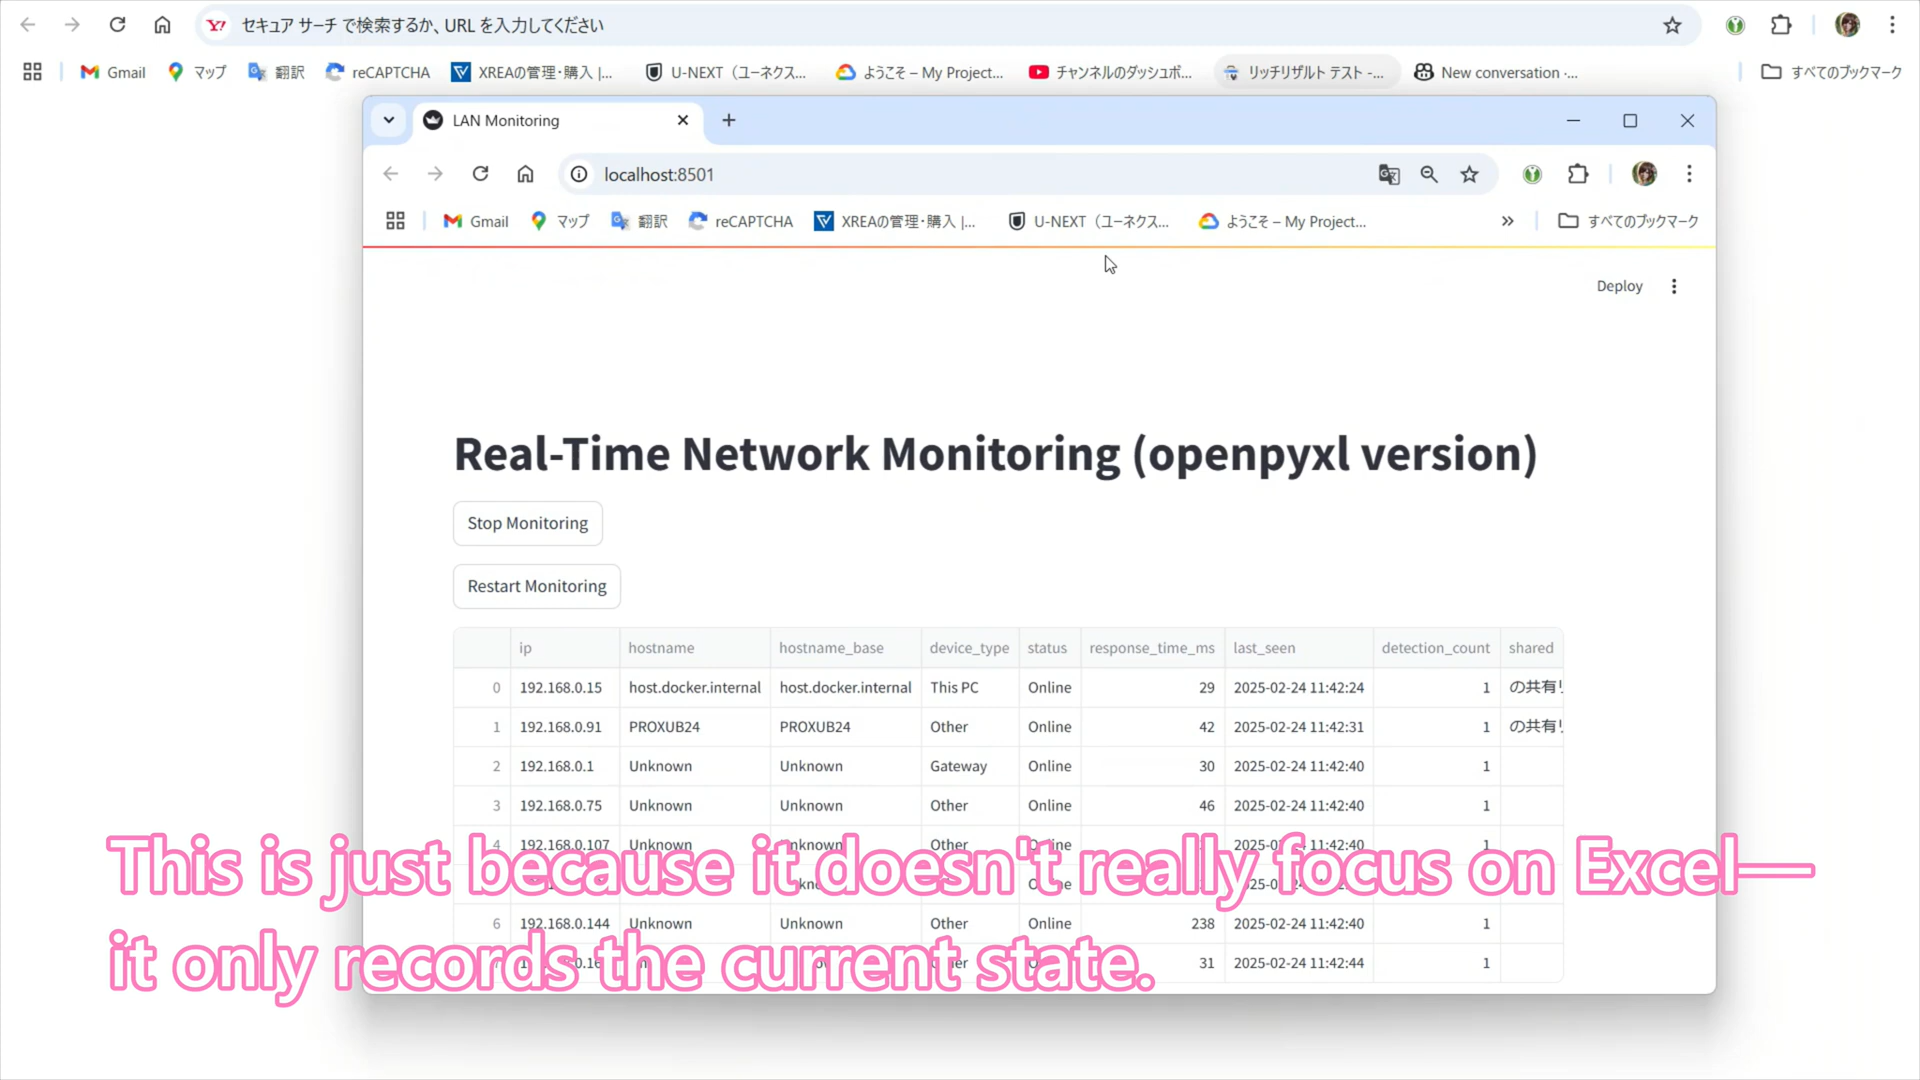 セキュア サーチ で検索するか、URL を入力してください
Gmail マップ 翻訳 reCAPTCHA XREAの管理・購入 |... U-NEXT（ユーネクス... ようこそ – My Project... チャンネルのダッシュボ... リッチリザルト テスト -... New conversation ·... すべてのブックマーク
LAN Monitoring
localhost:8501
Gmail マップ 翻訳 reCAPTCHA XREAの管理・購入 |... U-NEXT（ユーネクス... ようこそ – My Project... » すべてのブックマーク
Deploy
Real-Time Network Monitoring (openpyxl version)
Stop Monitoring
Restart Monitoring
ip hostname hostname_base device_type status response_time_ms last_seen detection_count shared
0 192.168.0.15 host.docker.internal host.docker.internal This PC Online 29 2025-02-24 11:42:24 1 の共有
1 192.168.0.91 PROXUB24 PROXUB24 Other Online 42 2025-02-24 11:42:31 1 の共有
2 192.168.0.1 Unknown Unknown Gateway Online 30 2025-02-24 11:42:40 1
3 192.168.0.75 Unknown Unknown Other Online 46 2025-02-24 11:42:40 1
4 192.168.0.107 Unknown Unknown Other Online 1
This is just because it doesn't really focus on Excel—
6 192.168.0.144 Unknown Unknown Other Online 238 2025-02-24 11:42:40 1
31 2025-02-24 11:42:44 1
it only records the current state.